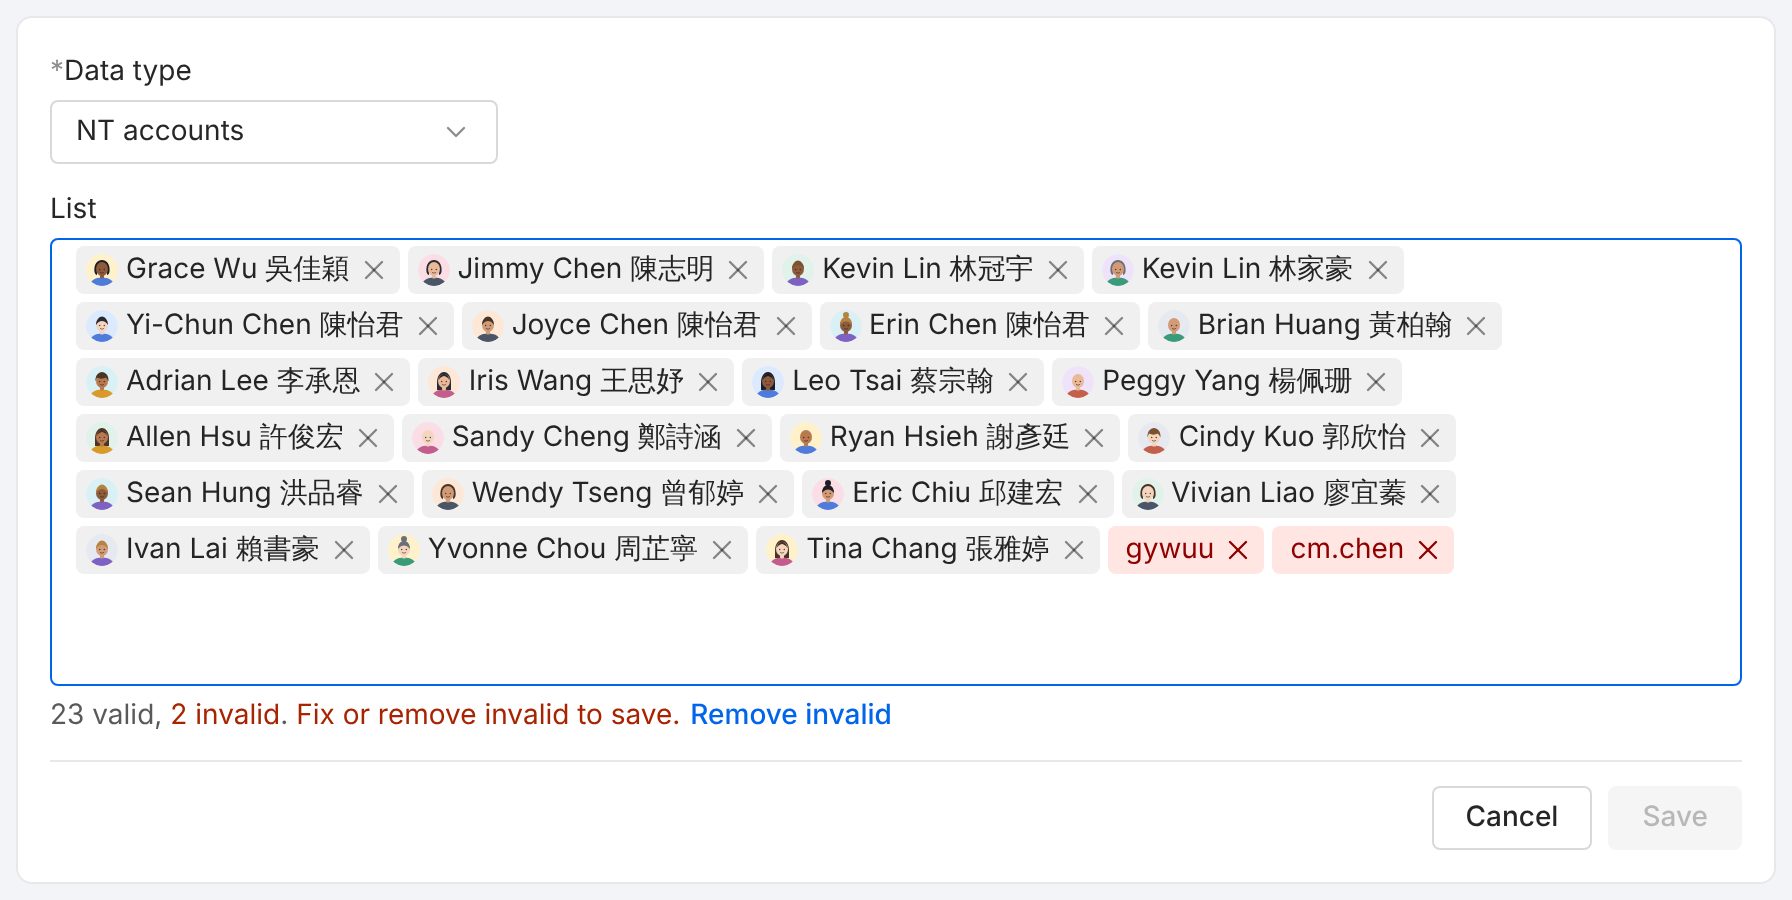 *Data type
NT accounts
List
Grace Wu 吳佳穎 Jimmy Chen 陳志明 Kevin Lin 林冠宇 Kevin Lin 林家豪
Yi-Chun Chen 陳怡君 Joyce Chen 陳怡君 Erin Chen 陳怡君 Brian Huang 黃柏翰
Adrian Lee 李承恩 Iris Wang 王思妤 Leo Tsai 蔡宗翰 Peggy Yang 楊佩珊
Allen Hsu 許俊宏 Sandy Cheng 鄭詩涵 Ryan Hsieh 謝彥廷 Cindy Kuo 郭欣怡
Sean Hung 洪品睿 Wendy Tseng 曾郁婷 Eric Chiu 邱建宏 Vivian Liao 廖宜蓁
Ivan Lai 賴書豪 Yvonne Chou 周芷寧 Tina Chang 張雅婷 gywuu cm.chen
23 valid, 2 invalid. Fix or remove invalid to save. Remove invalid
Cancel Save